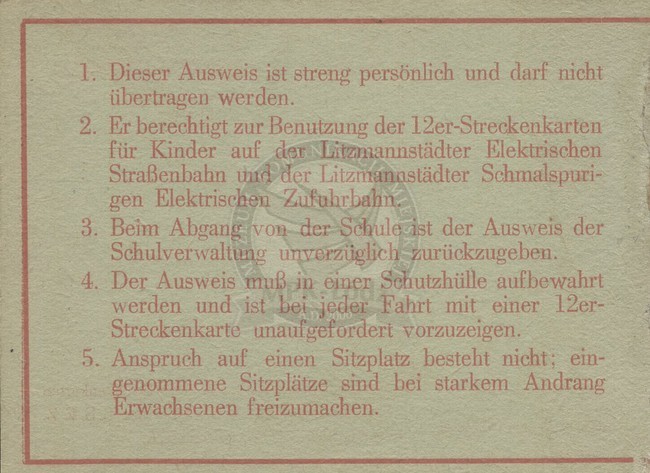 1. Dieser Ausweis ist streng persönlich und darf nicht
übertragen werden.
2. Er berechtigt zur Benutzung der 12er-Streckenkarten
für Kinder auf der Litzmannstädter Elektrischen
Straßenbahn und der Litzmannstädter Schmalspuri-
gen Elektrischen Zufuhrbahn.
3. Beim Abgang von der Schule ist der Ausweis der
Schulverwaltung unverzüglich zurückzugeben.
4. Der Ausweis muß in einer Schutzhülle aufbewahrt
werden und ist bei jeder Fahrt mit einer 12er-
Streckenkarte unaufgefordert vorzuzeigen.
5. Anspruch auf einen Sitzplatz besteht nicht; ein-
genommene Sitzplätze sind bei starkem Andrang
Erwachsenen freizumachen.